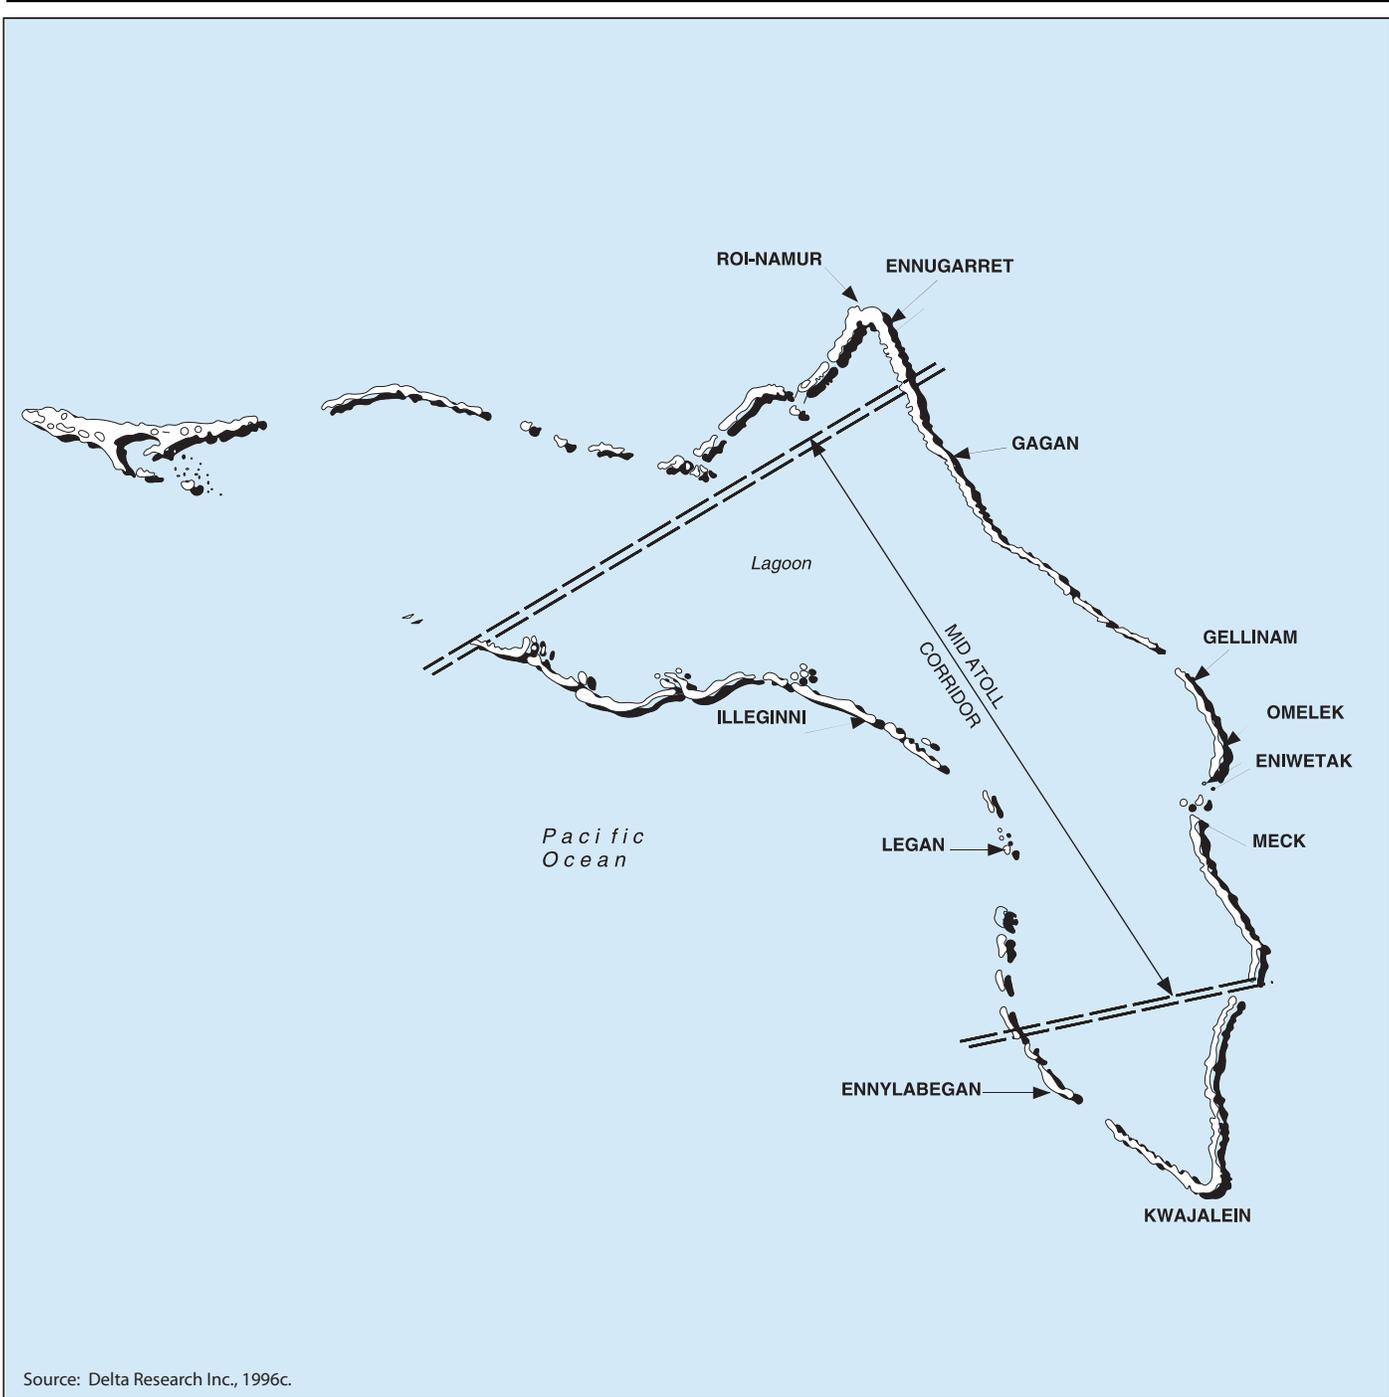 ROI-NAMUR
ENNUGARRET
GAGAN
Lagoon
MID ATOLL
CORRIDOR
GELLINAM
OMELEK
ENIWETAK
ILLEGINNI
Pacific
Ocean
LEGAN
MECK
ENNYLABEGAN
KWAJALEIN
Source: Delta Research Inc., 1996c.